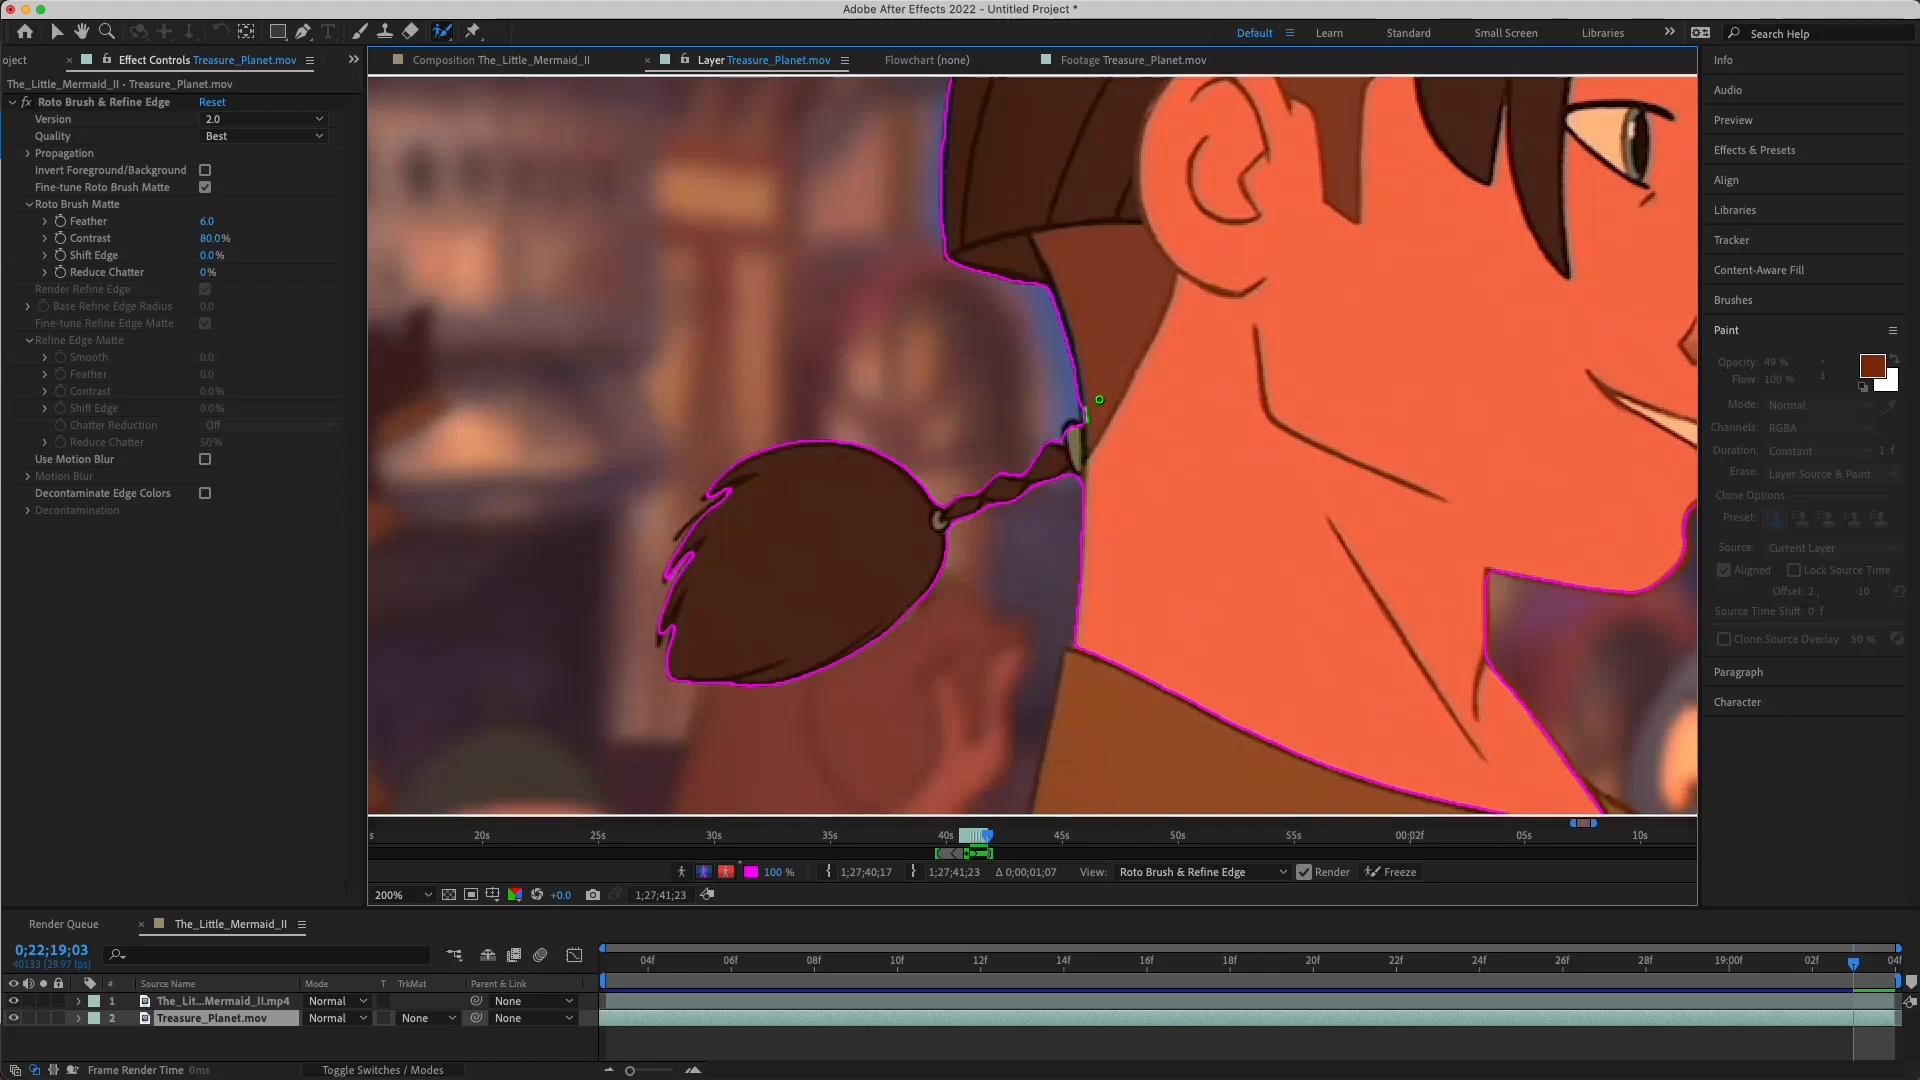 Adobe After Effects 2022 - Untitled Project *
Default
Learn
Standard
Small Screen
Libraries
Search Help
oject
Effect Controls Treasure_Planet.mov
Composition The_Little_Mermaid_II
Layer Treasure_Planet.mov
Flowchart (none)
Footage Treasure_Planet.mov
The_Little_Mermaid_II • Treasure_Planet.mov
fx Roto Brush & Refine Edge Reset
Version 2.0
Quality Best
Propagation
Invert Foreground/Background
Fine-tune Roto Brush Matte
Roto Brush Matte
Feather 6.0
Contrast 80.0%
Shift Edge 0.0%
Reduce Chatter 0%
Render Refine Edge
Base Refine Edge Radius 0.0
Fine-tune Refine Edge Matte
Refine Edge Matte
Smooth 0.0
Feather 0.0
Contrast 0.0%
Shift Edge 0.0%
Chatter Reduction Off
Reduce Chatter 50%
Use Motion Blur
Motion Blur
Decontaminate Edge Colors
Decontamination
Info
Audio
Preview
Effects & Presets
Align
Libraries
Tracker
Content-Aware Fill
Brushes
Paint
Opacity: 49 %
Flow: 100 % 3
Mode: Normal
Channels: RGBA
Duration: Constant 1 f
Erase: Layer Source & Paint
Clone Options
Preset:
Source: Current Layer
Aligned Lock Source Time
Offset: 2 , -10
Source Time Shift: 0 f
Clone Source Overlay: 50 %
Paragraph
Character
s 20s 25s 30s 35s 40s 45s 50s 55s 00:02f 05s 10s
100 % 1;27;40;17 1;27;41;23 Δ 0;00;01;07 View: Roto Brush & Refine Edge Render Freeze
200% +0.0 1;27;41;23
Render Queue
The_Little_Mermaid_II
0;22;19;03
40133 (29.97 fps)
04f 06f 08f 10f 12f 14f 16f 18f 20f 22f 24f 26f 28f 19:00f 02f 04f
# Source Name Mode T TrkMat Parent & Link
1 The_Lit...Mermaid_II.mp4 Normal None
2 Treasure_Planet.mov Normal None None
Frame Render Time 0ms
Toggle Switches / Modes